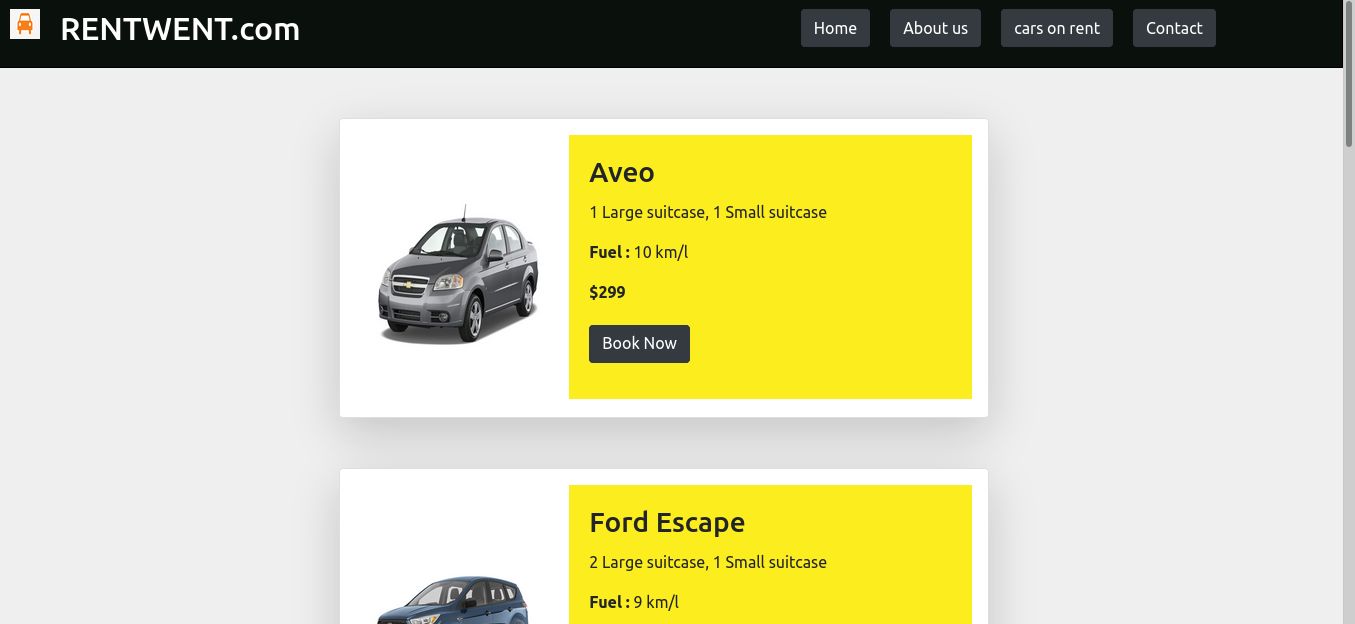 RENTWENT.com
Home About us cars on rent Contact
Aveo
1 Large suitcase, 1 Small suitcase
Fuel : 10 km/l
$299
Book Now
Ford Escape
2 Large suitcase, 1 Small suitcase
Fuel : 9 km/l